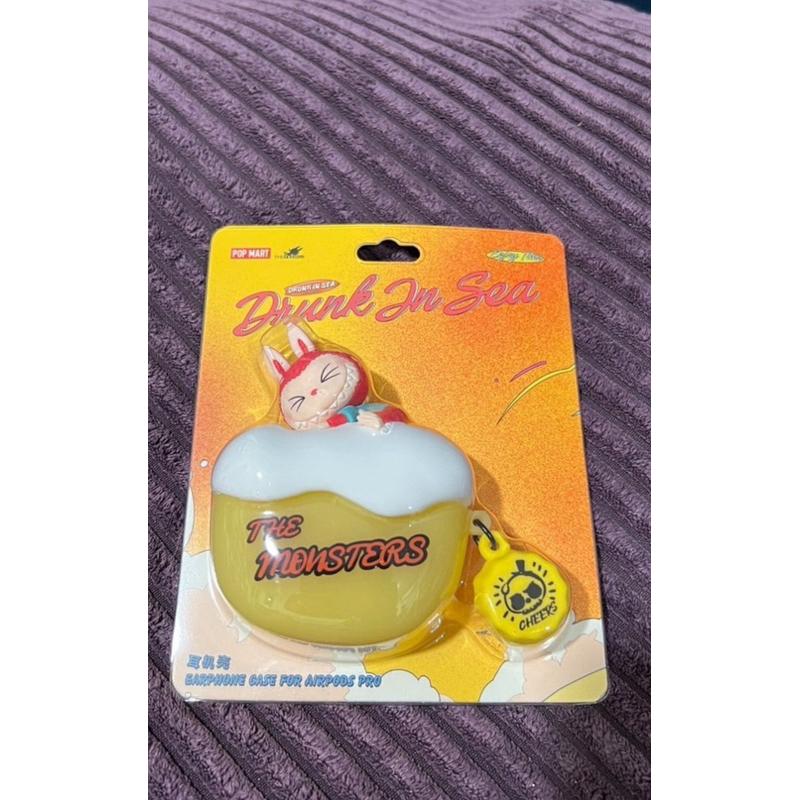 POP MART
DRUNK IN SEA
Drunk In Sea
THE
MONSTERS
CHEERS
耳机壳
EARPHONE CASE FOR AIRPODS PRO